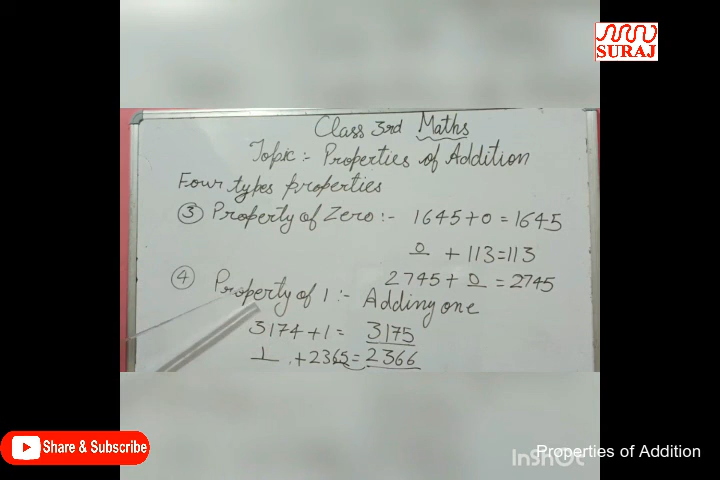 SURAJ
Class 3rd Maths
Topic:- Properties of Addition
Four types properties
③ Property of Zero:- 1645+0=1645
0 + 113=113
2745+0=2745
④ Property of 1:- Adding one
3174+1= 3175
1 +2365=2366
Share & Subscribe
Properties of Addition
InShOt